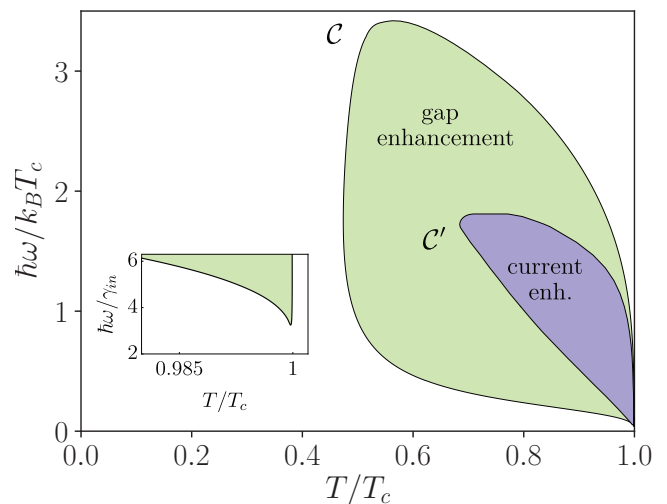 3
2
1
0
ħω/k_BT_c
C
gap
enhancement
C′
current
enh.
6
4
2
ħω/γ_in
0.985
1
T/T_c
0.0
0.2
0.4
0.6
0.8
1.0
T/T_c